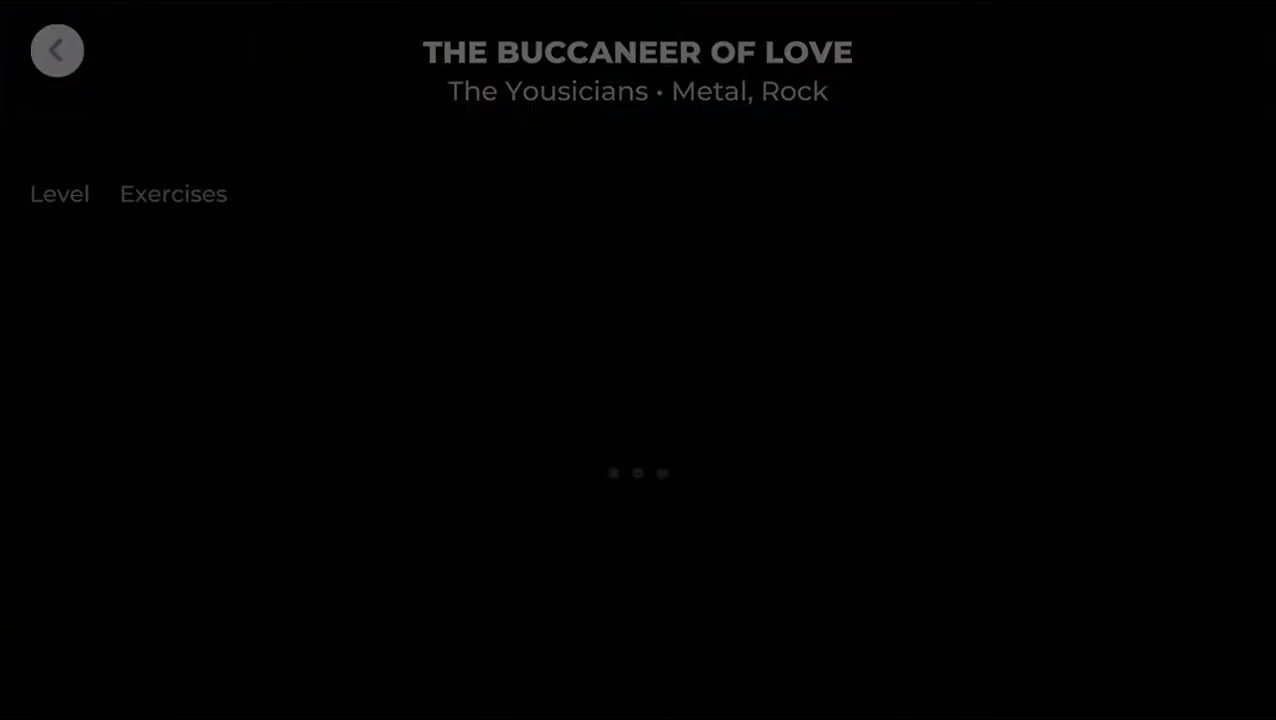 THE BUCCANEER OF LOVE
The Yousicians • Metal, Rock
Level Exercises